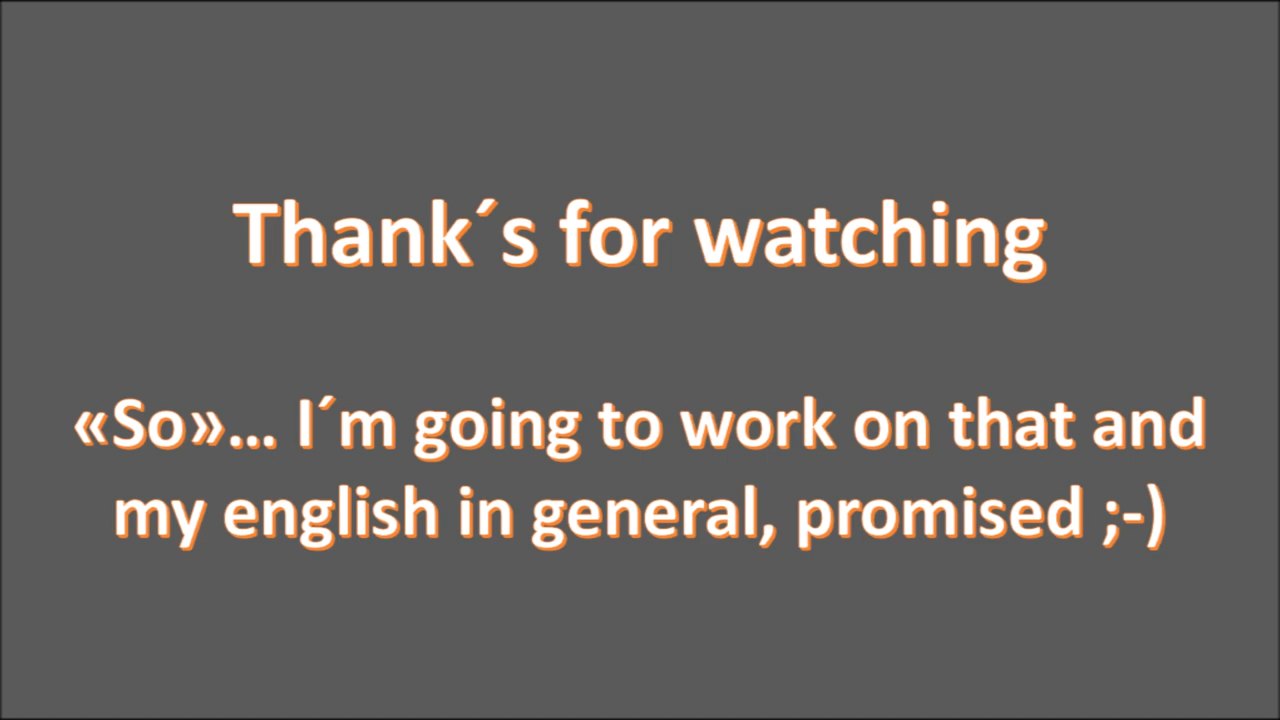 Thank´s for watching
«So»... I´m going to work on that and
my english in general, promised ;-)